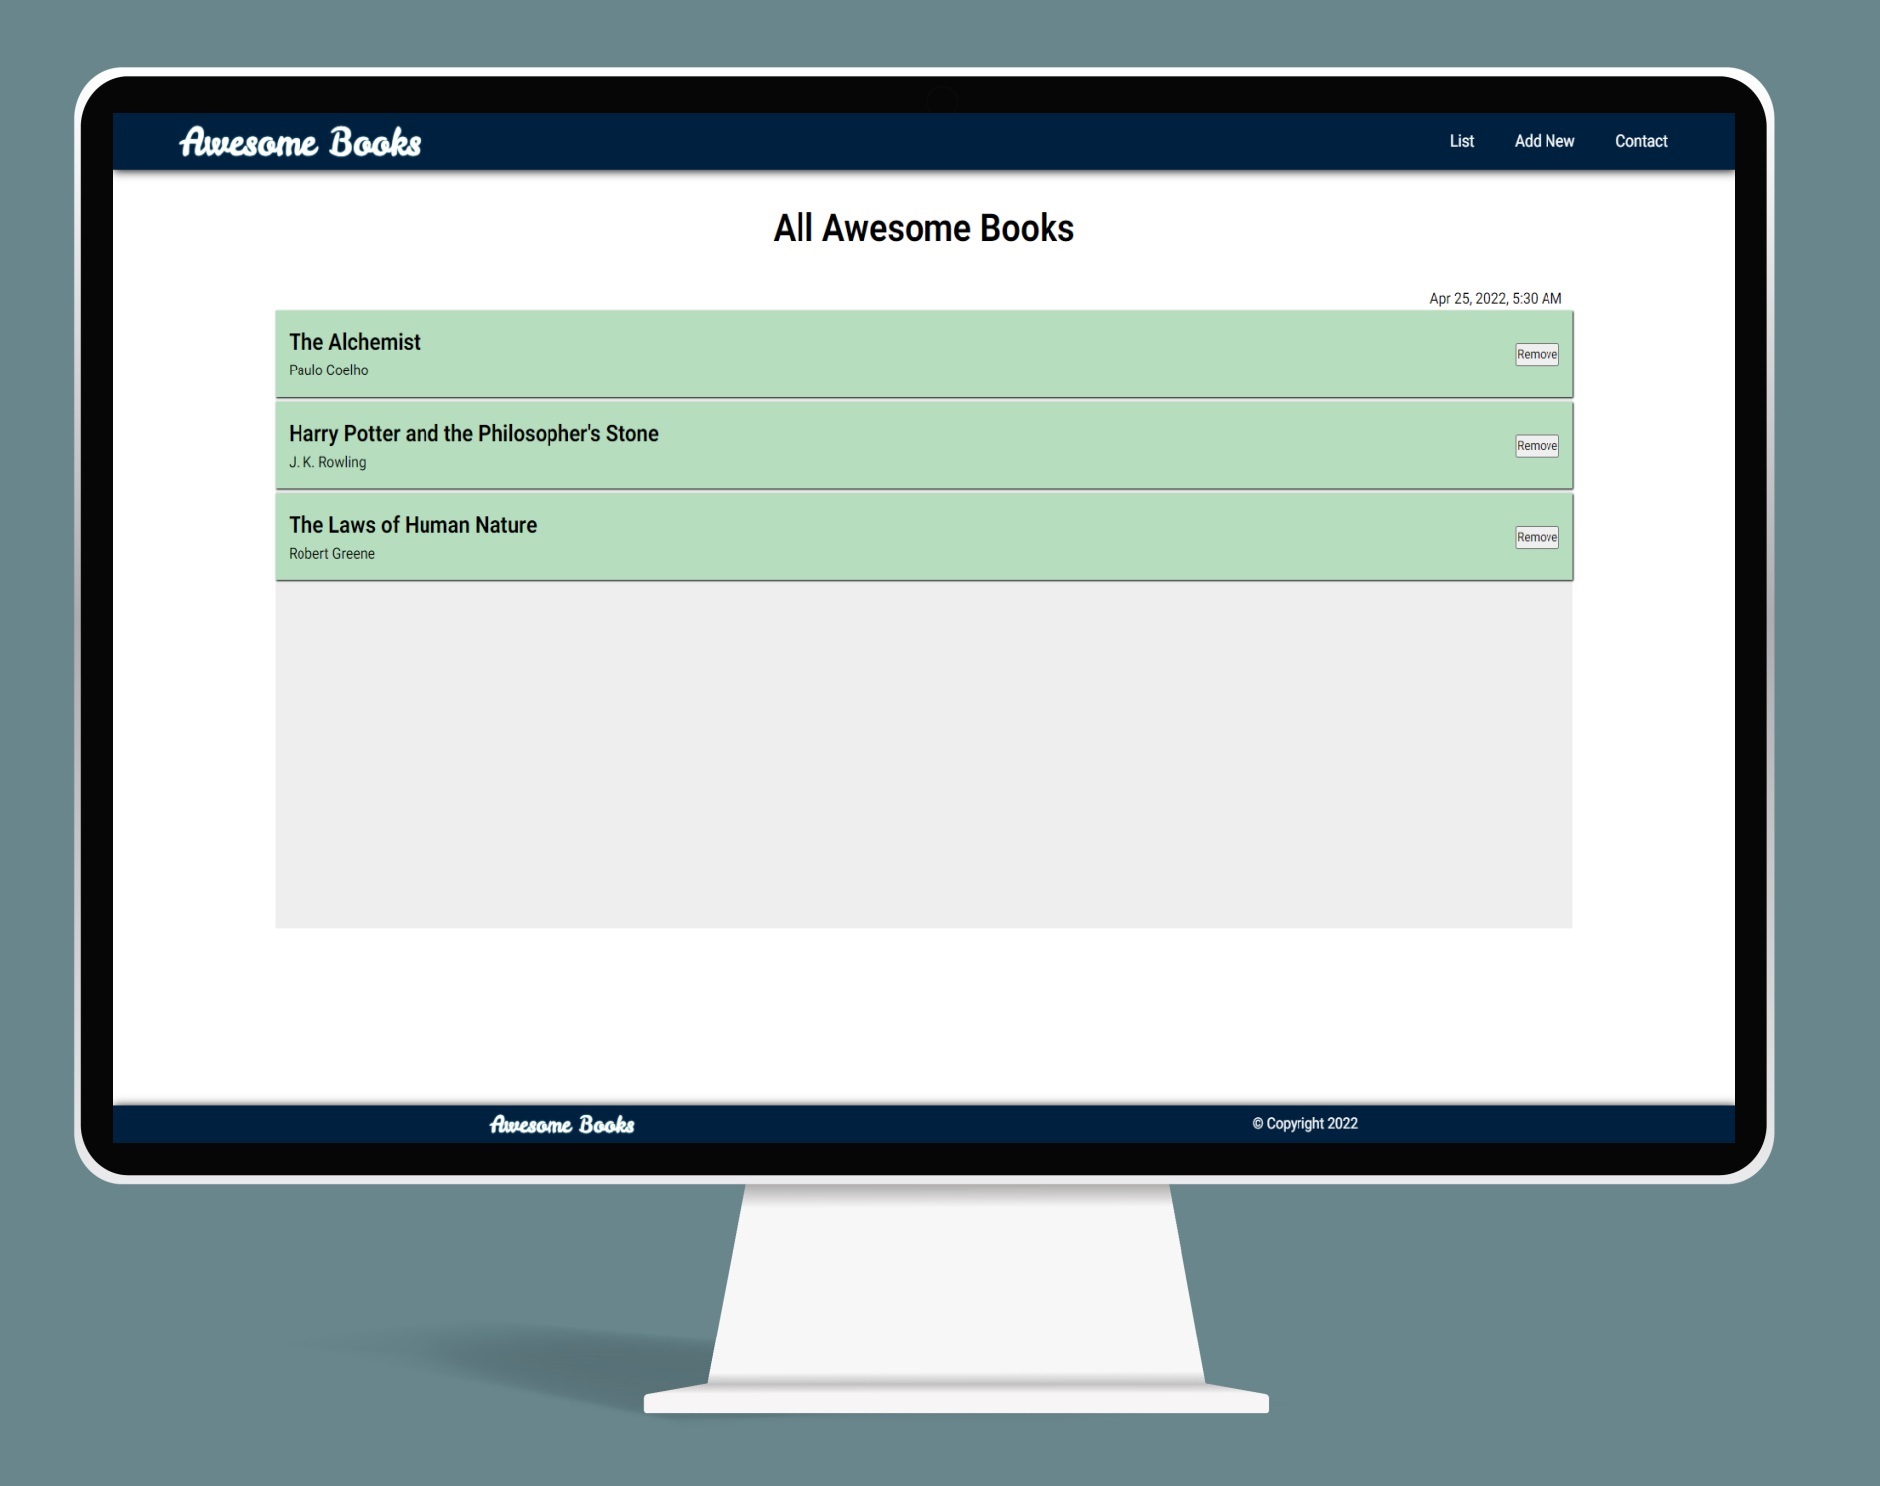 Awesome Books
List Add New Contact
All Awesome Books
Apr 25, 2022, 5:30 AM
The Alchemist
Paulo Coelho
Remove
Harry Potter and the Philosopher's Stone
J. K. Rowling
Remove
The Laws of Human Nature
Robert Greene
Remove
Awesome Books
© Copyright 2022